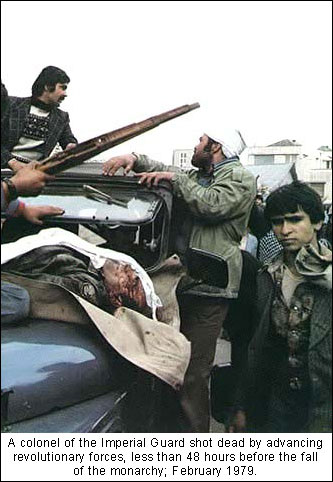 A colonel of the Imperial Guard shot dead by advancing
revolutionary forces, less than 48 hours before the fall
of the monarchy; February 1979.